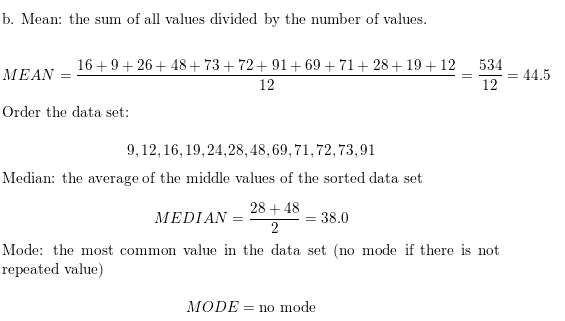 b. Mean: the sum of all values divided by the number of values.
MEAN = \frac{16 + 9 + 26 + 48 + 73 + 72 + 91 + 69 + 71 + 28 + 19 + 12}{12} = \frac{534}{12} = 44.5
Order the data set:
9, 12, 16, 19, 24, 28, 48, 69, 71, 72, 73, 91
Median: the average of the middle values of the sorted data set
MEDIAN = \frac{28 + 48}{2} = 38.0
Mode: the most common value in the data set (no mode if there is not
repeated value)
MODE = no mode